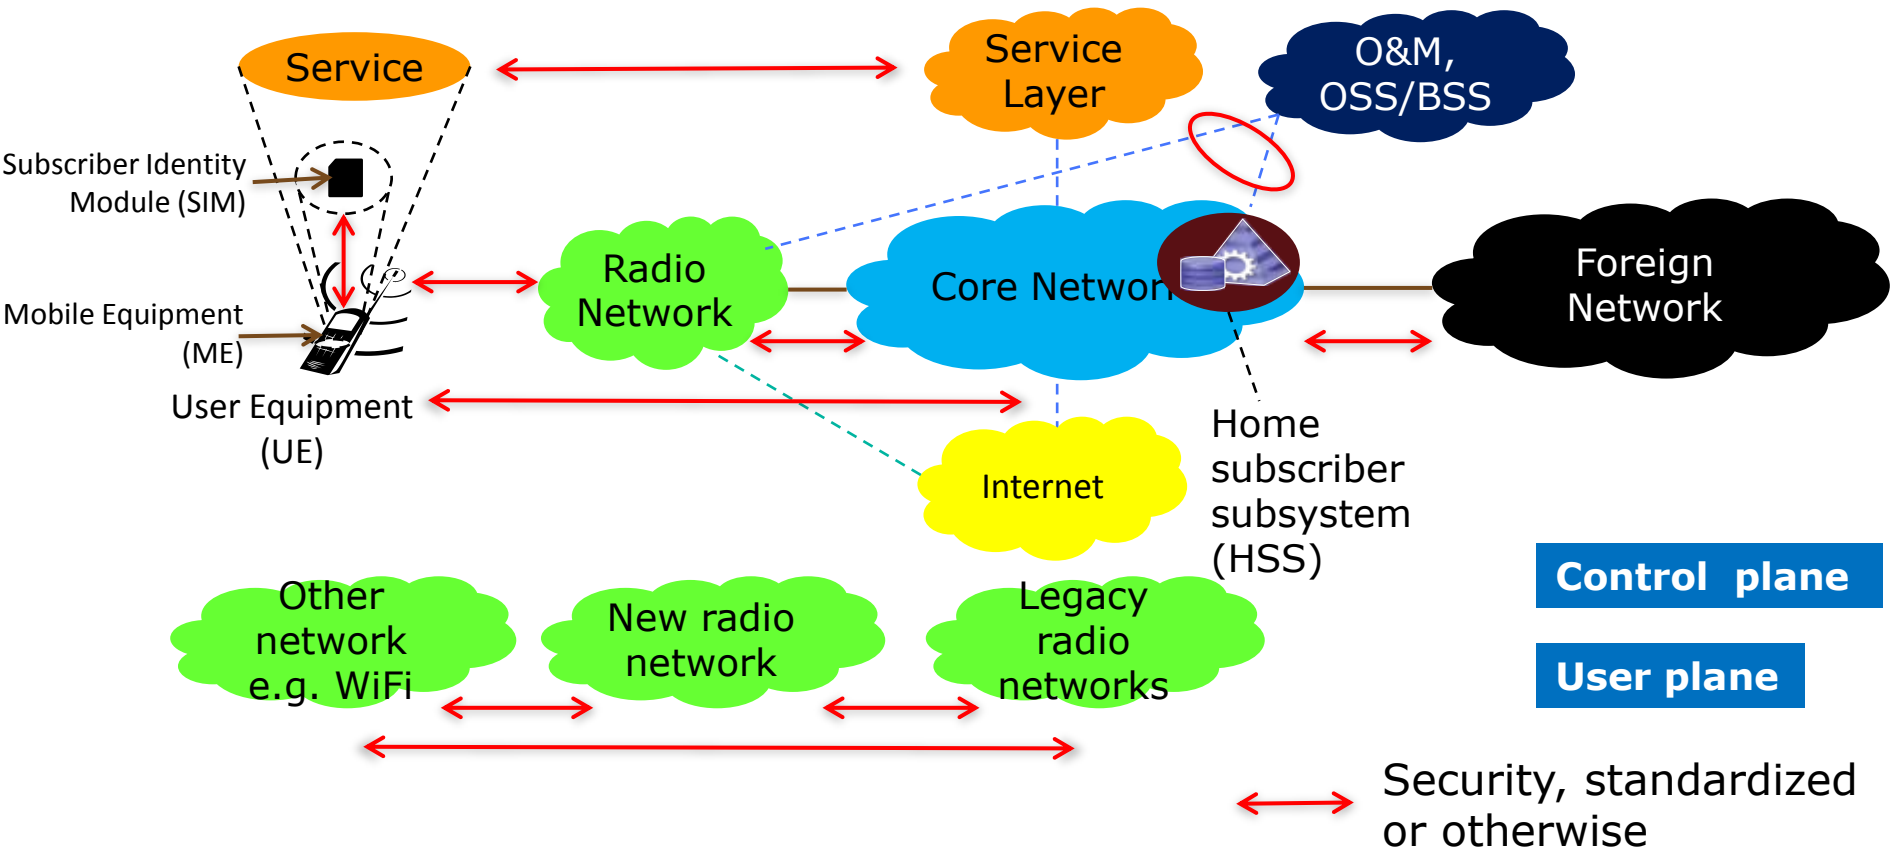 Service
Service
Layer
O&M,
OSS/BSS
Subscriber Identity
Module (SIM)
Radio
Network
Core Networ
Foreign
Network
Mobile Equipment
(ME)
User Equipment
(UE)
Internet
Home
subscriber
subsystem
(HSS)
Other
network
e.g. WiFi
New radio
network
Legacy
radio
networks
Control plane
User plane
Security, standardized
or otherwise